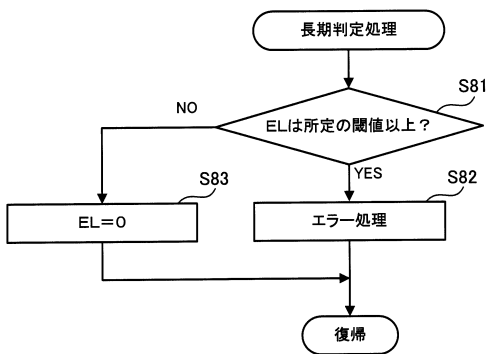 長期判定処理
S81
ELは所定の閾値以上？
NO
YES
S83
S82
EL＝0
エラー処理
復帰